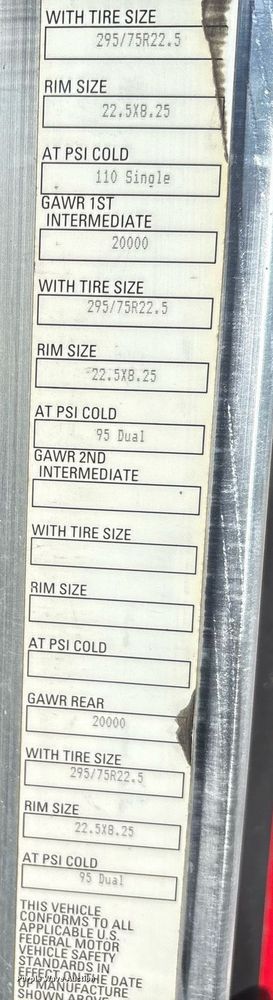 WITH TIRE SIZE
295/75R22.5
RIM SIZE
22.5X8.25
AT PSI COLD
110 Single
GAWR 1ST
INTERMEDIATE
20000
WITH TIRE SIZE
295/75R22.5
RIM SIZE
22.5X8.25
AT PSI COLD
95 Dual
GAWR 2ND
INTERMEDIATE
WITH TIRE SIZE
RIM SIZE
AT PSI COLD
GAWR REAR
20000
WITH TIRE SIZE
295/75R22.5
RIM SIZE
22.5X8.25
AT PSI COLD
95 Dual
THIS VEHICLE
CONFORMS TO ALL
APPLICABLE U.S.
FEDERAL MOTOR
VEHICLE SAFETY
STANDARDS IN
EFFECT ON THE DATE
OF MANUFACTURE
SHOWN ABOVE